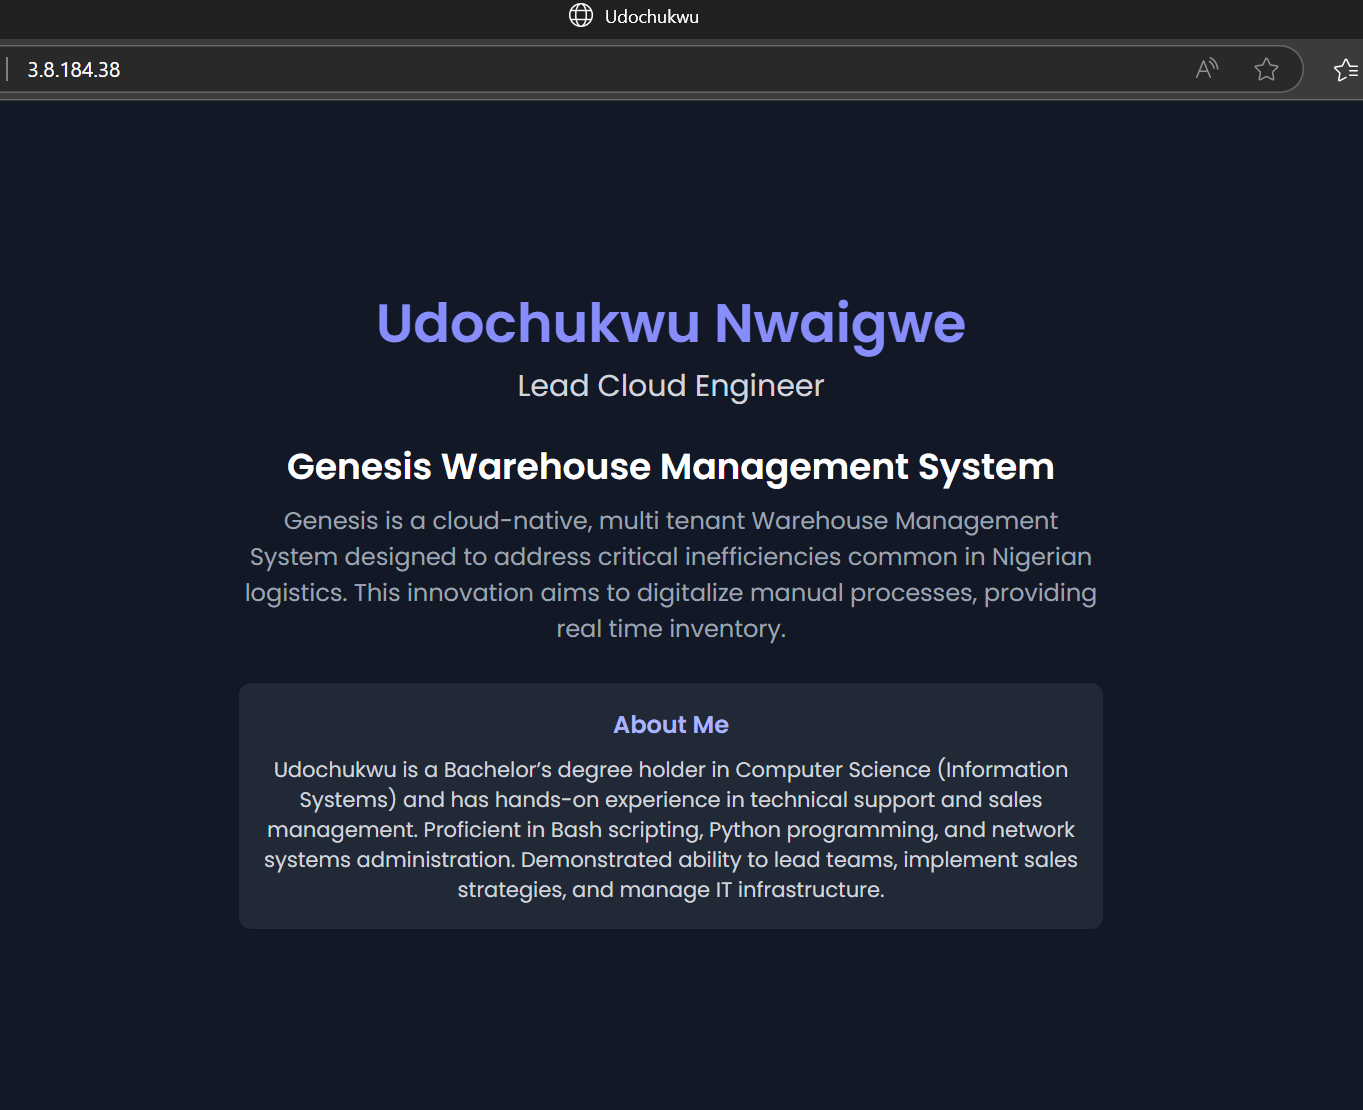 Udochukwu
3.8.184.38
Udochukwu Nwaigwe
Lead Cloud Engineer
Genesis Warehouse Management System
Genesis is a cloud-native, multi tenant Warehouse Management
System designed to address critical inefficiencies common in Nigerian
logistics. This innovation aims to digitalize manual processes, providing
real time inventory.
About Me
Udochukwu is a Bachelor’s degree holder in Computer Science (Information
Systems) and has hands-on experience in technical support and sales
management. Proficient in Bash scripting, Python programming, and network
systems administration. Demonstrated ability to lead teams, implement sales
strategies, and manage IT infrastructure.